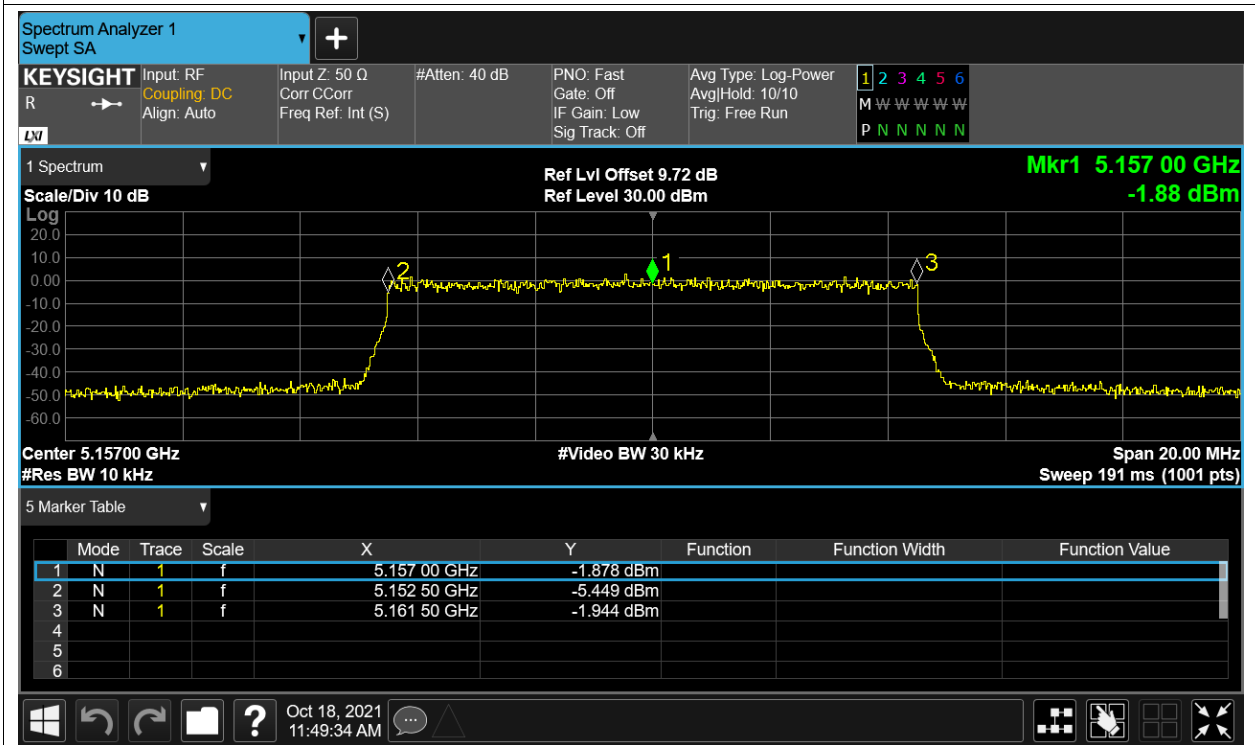 Spectrum Analyzer 1
Swept SA
KEYSIGHT
R
LXI
Input: RF
Coupling: DC
Align: Auto
Input Z: 50 Ω
Corr CCorr
Freq Ref: Int (S)
#Atten: 40 dB
PNO: Fast
Gate: Off
IF Gain: Low
Sig Track: Off
Avg Type: Log-Power
Avg|Hold: 10/10
Trig: Free Run
1 2 3 4 5 6
M W W W W W
P N N N N N
1 Spectrum
Scale/Div 10 dB
Ref Lvl Offset 9.72 dB
Ref Level 30.00 dBm
Mkr1 5.157 00 GHz
-1.88 dBm
Log
20.0
10.0
0.00
-10.0
-20.0
-30.0
-40.0
-50.0
-60.0
2
1
3
Center 5.15700 GHz
#Res BW 10 kHz
#Video BW 30 kHz
Span 20.00 MHz
Sweep 191 ms (1001 pts)
5 Marker Table
Mode Trace Scale X Y Function Function Width Function Value
1 N 1 f 5.157 00 GHz -1.878 dBm
2 N 1 f 5.152 50 GHz -5.449 dBm
3 N 1 f 5.161 50 GHz -1.944 dBm
4
5
6
?
Oct 18, 2021
11:49:34 AM